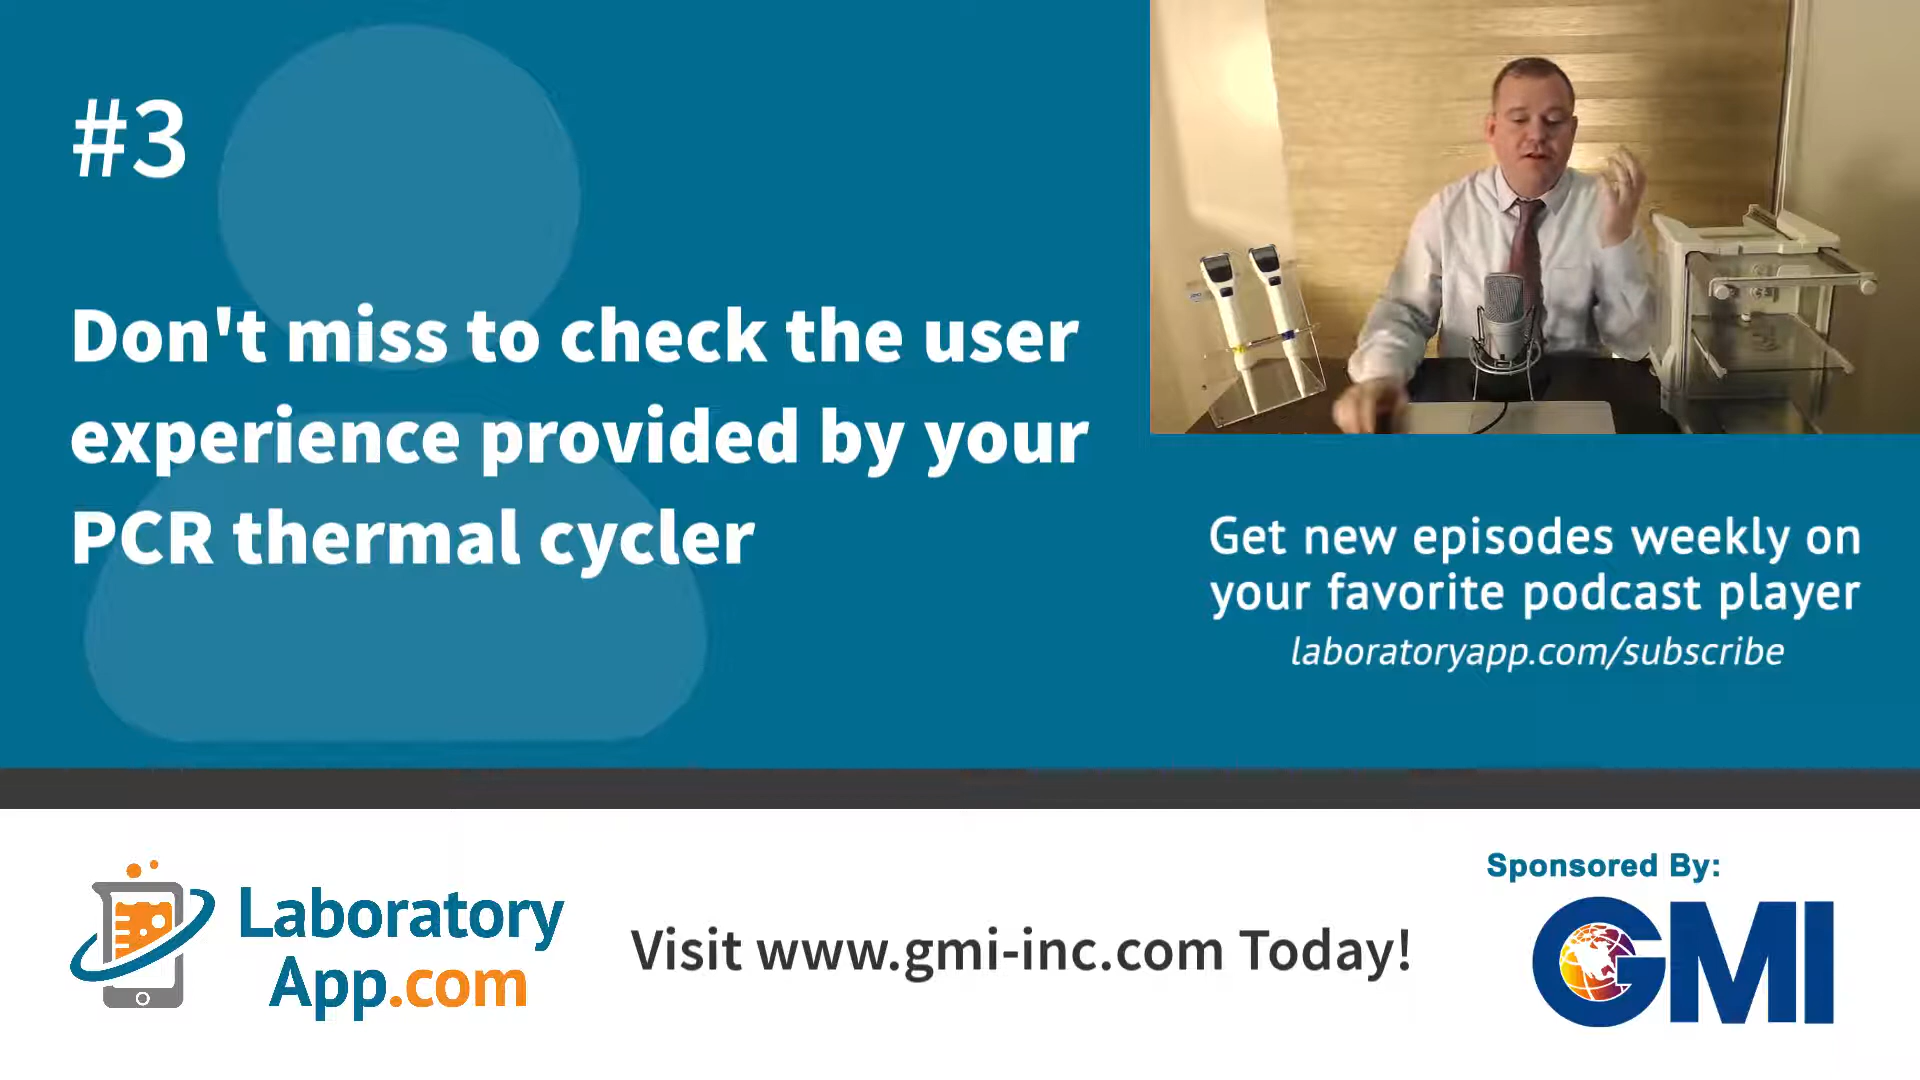 #3
Don't miss to check the user
experience provided by your
PCR thermal cycler
Get new episodes weekly on
your favorite podcast player
laboratoryapp.com/subscribe
Laboratory
App.com
Visit www.gmi-inc.com Today!
Sponsored By:
GMI